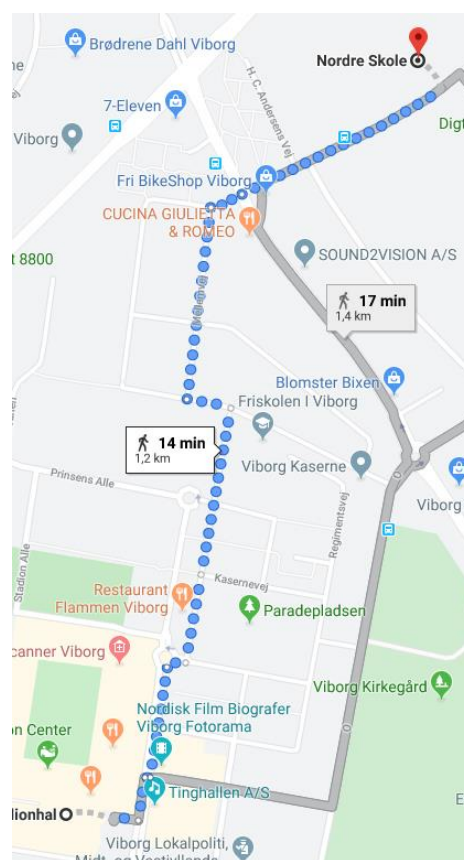 Brødrene Dahl Viborg
Nordre Skole
7-Eleven
H. C. Andersens Vej
Viborg
Digt
Fri BikeShop Viborg
CUCINA GIULIETTA
& ROMEO
SOUND2VISION A/S
t 8800
17 min
1,4 km
Blomster Bixen
Friskolen I Viborg
14 min
1,2 km
Viborg Kaserne
Prinsens Alle
Viborg
Regimentsvej
Stadion Alle
Kasernevej
Restaurant
Flammen Viborg
Paradepladsen
canner Viborg
Viborg Kirkegård
Nordisk Film Biografer
Viborg Fotorama
on Center
Tinghallen A/S
lionhal
Viborg Lokalpoliti,